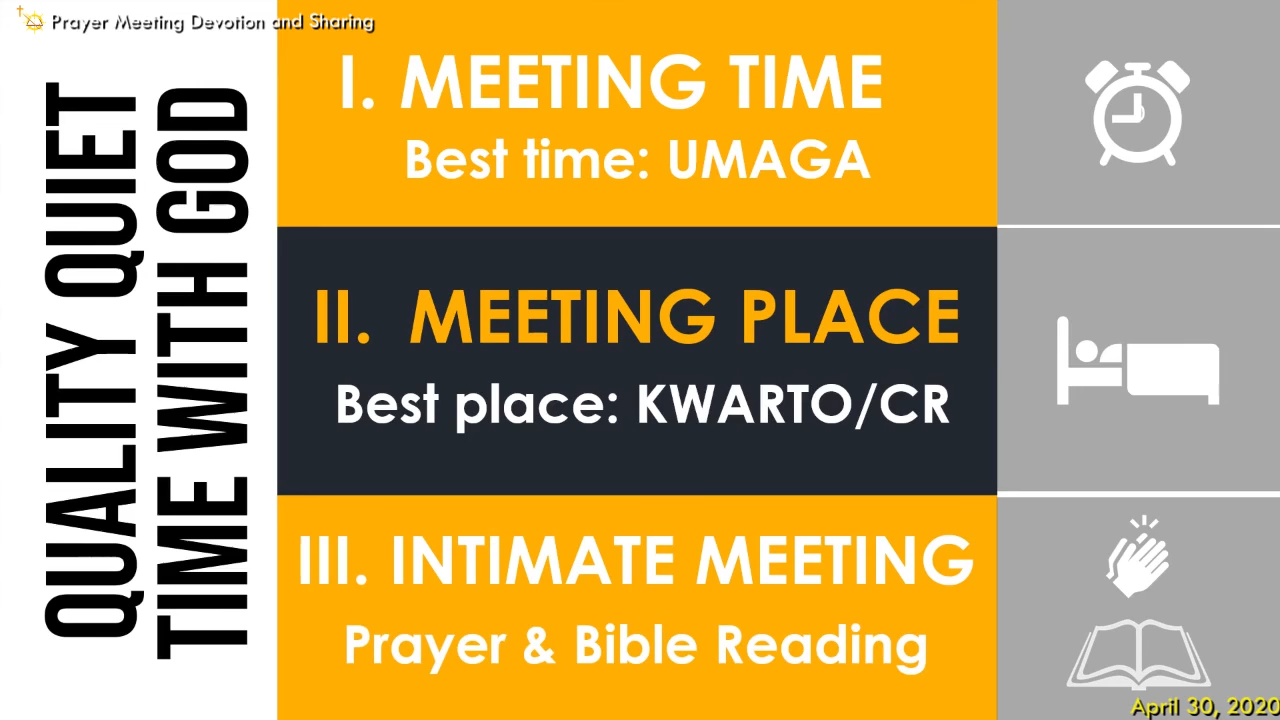 Prayer Meeting Devotion and Sharing
QUALITY QUIET
TIME WITH GOD
I. MEETING TIME
Best time: UMAGA
II. MEETING PLACE
Best place: KWARTO/CR
III. INTIMATE MEETING
Prayer & Bible Reading
April 30, 2020